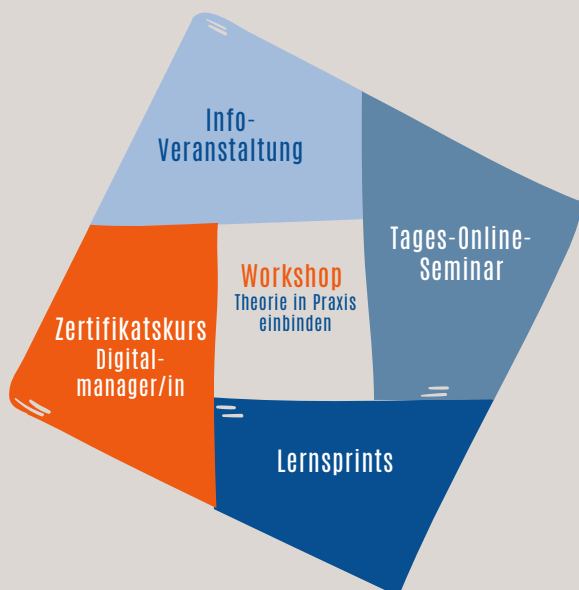 Info-
Veranstaltung
Tages-Online-
Seminar
Workshop
Theorie in Praxis
einbinden
Zertifikatskurs
Digital-
manager/in
Lernsprints